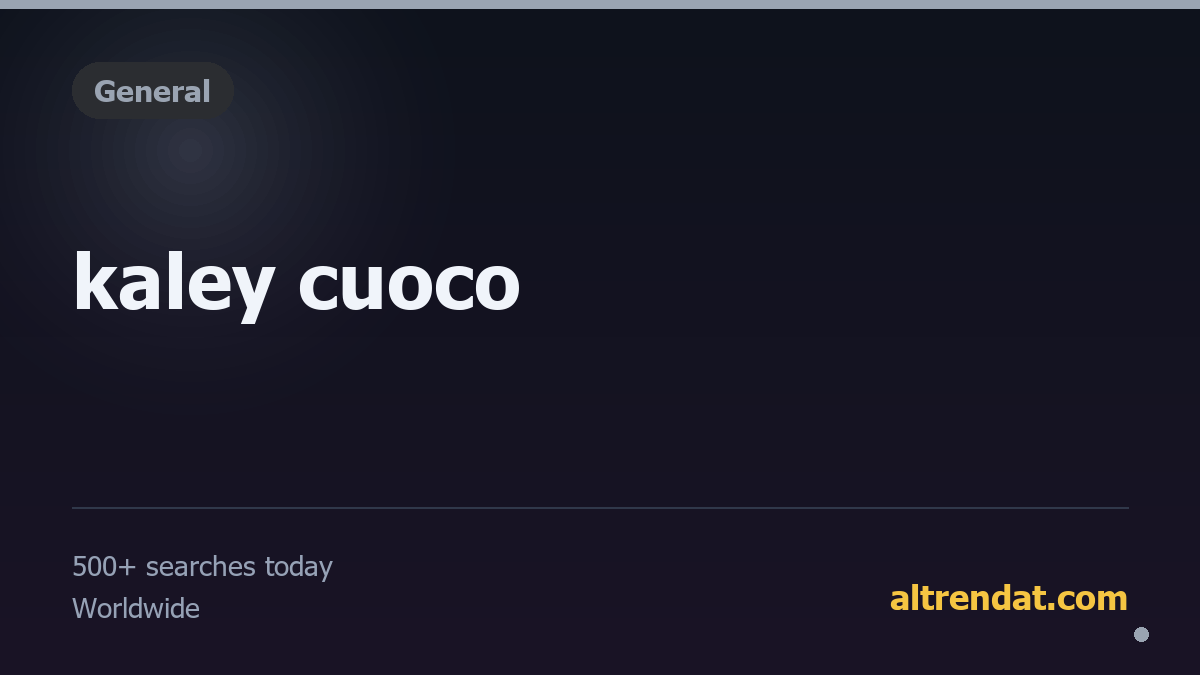 General
kaley cuoco
500+ searches today
Worldwide
altrendat.com